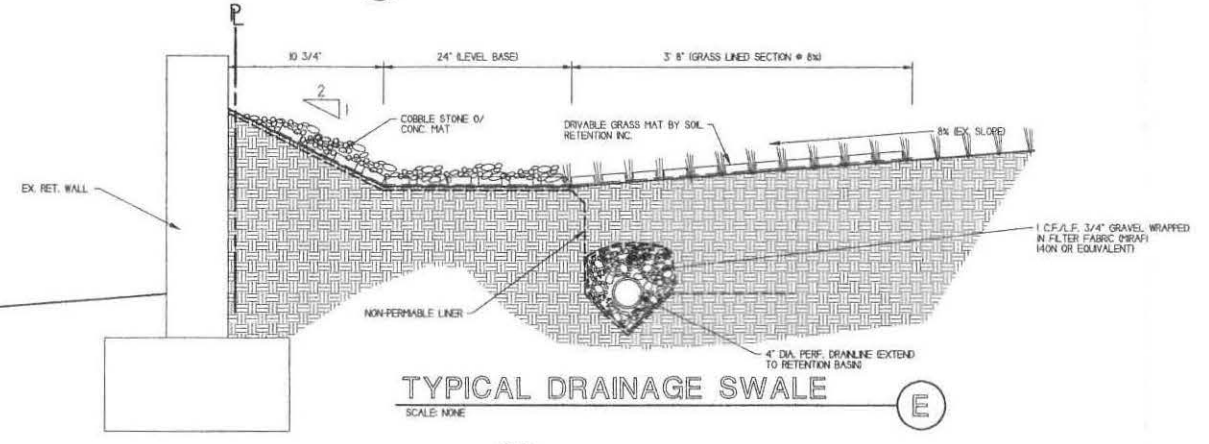 PL
10 3/4"
24" (LEVEL BASE)
3' 8" (GRASS LINED SECTION @ 8%)
2
1
COBBLE STONE O/
CONC. MAT
DRIVABLE GRASS MAT BY SOIL
RETENTION INC.
8% (EX. SLOPE)
EX. RET. WALL
1 C.F./L.F. 3/4" GRAVEL WRAPPED
IN FILTER FABRIC (MIRAFI
140N OR EQUIVALENT)
NON-PERMIABLE LINER
4" DIA. PERF. DRAINLINE (EXTEND
TO RETENTION BASIN)
TYPICAL DRAINAGE SWALE
SCALE: NONE
E